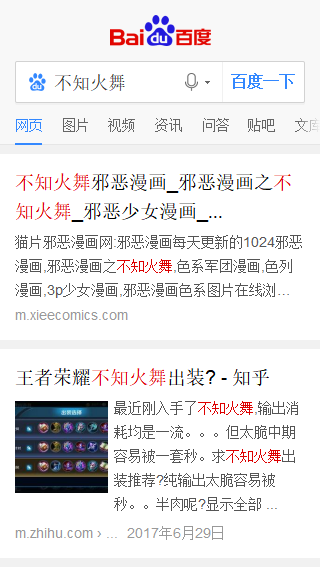 Bai du 百度
du 不知火舞 百度一下
网页 图片 视频 资讯 问答 贴吧 文库
不知火舞邪恶漫画_邪恶漫画之不
知火舞_邪恶少女漫画_...
猫片邪恶漫画网:邪恶漫画每天更新的1024邪恶
漫画,邪恶漫画之不知火舞,色系军团漫画,色列
漫画,3p少女漫画,邪恶漫画色系图片在线浏...
m.xieecomics.com
王者荣耀不知火舞出装? - 知乎
最近刚入手了不知火舞,输出消
耗均是一流。。。但太脆中期
容易被一套秒。求不知火舞出
装推荐?纯输出太脆容易被
秒。。半肉呢?显示全部 ...
m.zhihu.com › ... 2017年6月29日